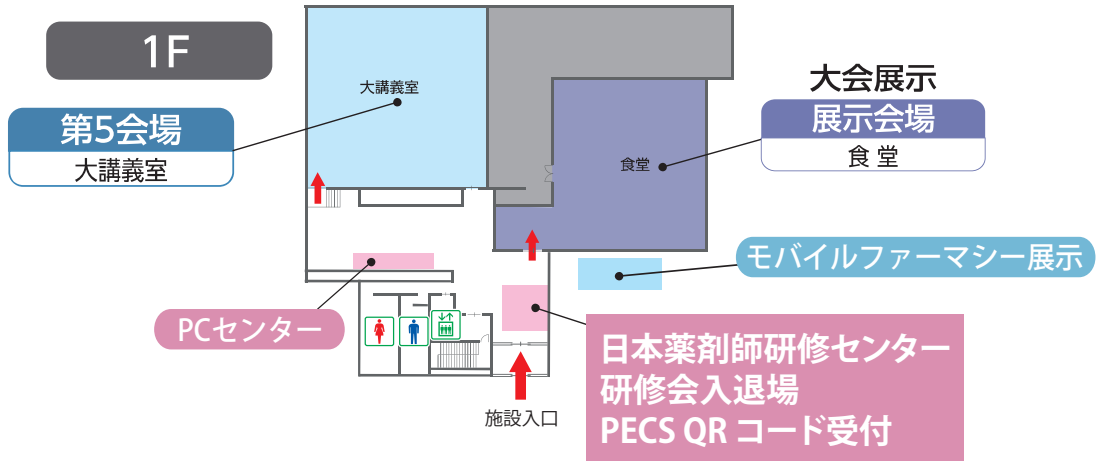 1F
大講義室
大会展示
第5会場
大講義室
展示会場
食堂
食堂
モバイルファーマシー展示
PCセンター
日本薬剤師研修センター
研修会入退場
PECS QR コード受付
施設入口